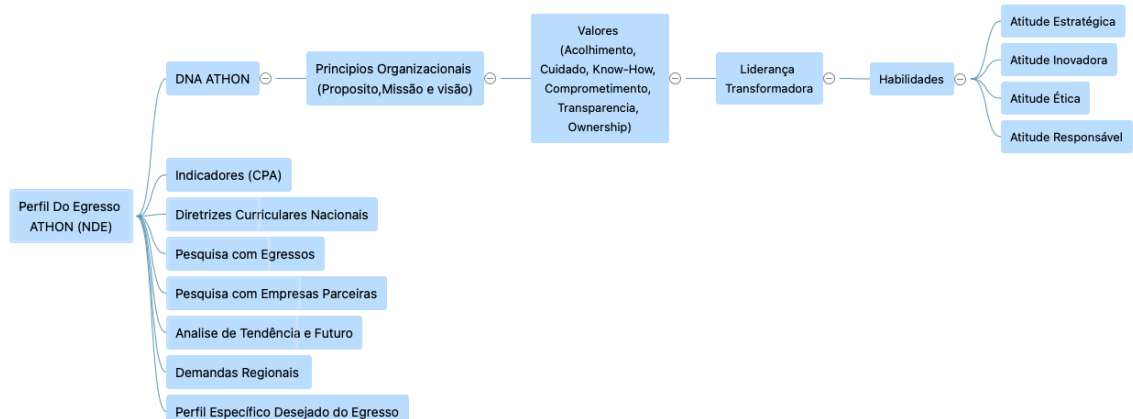 Perfil Do Egresso
ATHON (NDE)
DNA ATHON
Principios Organizacionais
(Proposito,Missão e visão)
Valores
(Acolhimento,
Cuidado, Know-How,
Comprometimento,
Transparencia,
Ownership)
Liderança
Transformadora
Habilidades
Atitude Estratégica
Atitude Inovadora
Atitude Ética
Atitude Responsável
Indicadores (CPA)
Diretrizes Curriculares Nacionais
Pesquisa com Egressos
Pesquisa com Empresas Parceiras
Analise de Tendência e Futuro
Demandas Regionais
Perfil Específico Desejado do Egresso